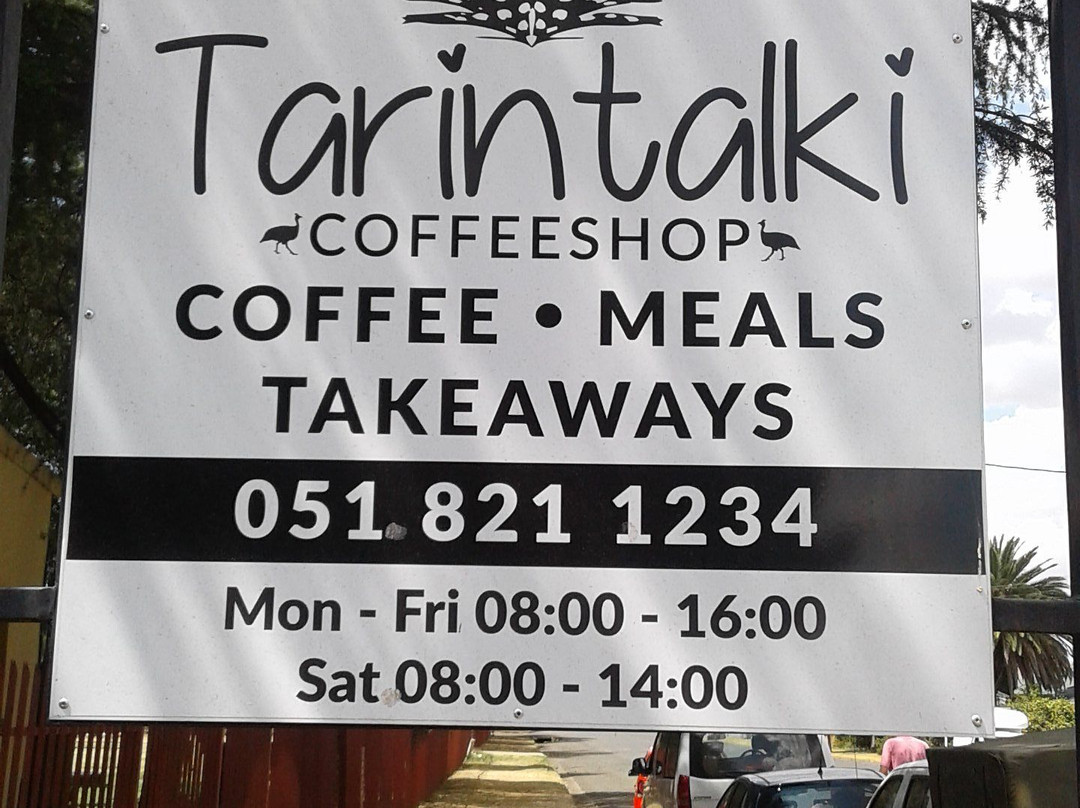 Tarintalki
COFFEESHOP
COFFEE • MEALS
TAKEAWAYS
051 821 1234
Mon - Fri 08:00 - 16:00
Sat 08:00 - 14:00